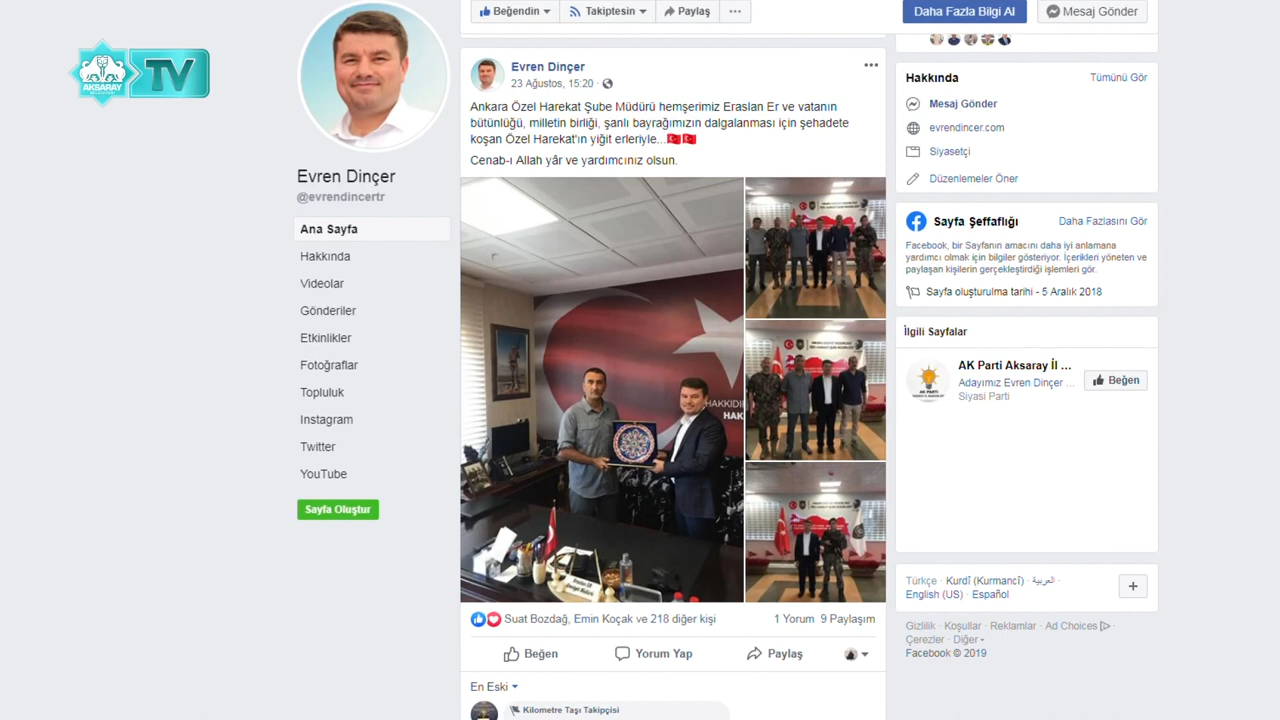 AKSARAY
BELEDİYESİ
TV
Evren Dinçer
@evrendincertr
Ana Sayfa
Hakkında
Videolar
Gönderiler
Etkinlikler
Fotoğraflar
Topluluk
Instagram
Twitter
YouTube
Sayfa Oluştur
Beğendin
Takiptesin
Paylaş
Daha Fazla Bilgi Al
Mesaj Gönder
Evren Dinçer
23 Ağustos, 15:20
Ankara Özel Harekat Şube Müdürü hemşerimiz Eraslan Er ve vatanın
bütünlüğü, milletin birliği, şanlı bayrağımızın dalgalanması için şehadete
koşan Özel Harekat'ın yiğit erleriyle...
Cenab-ı Allah yâr ve yardımcınız olsun.
HAKKIDI
HAK
Suat Bozdağ, Emin Koçak ve 218 diğer kişi
1 Yorum 9 Paylaşım
Beğen
Yorum Yap
Paylaş
En Eski
Kilometre Taşı Takipçisi
Hakkında
Tümünü Gör
Mesaj Gönder
evrendincer.com
Siyasetçi
Düzenlemeler Öner
Sayfa Şeffaflığı
Daha Fazlasını Gör
Facebook, bir Sayfanın amacını daha iyi anlamana
yardımcı olmak için bilgiler gösteriyor. İçerikleri yöneten ve
paylaşan kişilerin gerçekleştirdiği işlemleri gör.
Sayfa oluşturulma tarihi - 5 Aralık 2018
İlgili Sayfalar
AK PARTİ
AK Parti Aksaray İl ...
Adayımız Evren Dinçer ...
Siyasi Parti
Beğen
Türkçe · Kurdî (Kurmancî) · العربية ·
English (US) · Español
Gizlilik · Koşullar · Reklamlar · Ad Choices ·
Çerezler · Diğer
Facebook © 2019